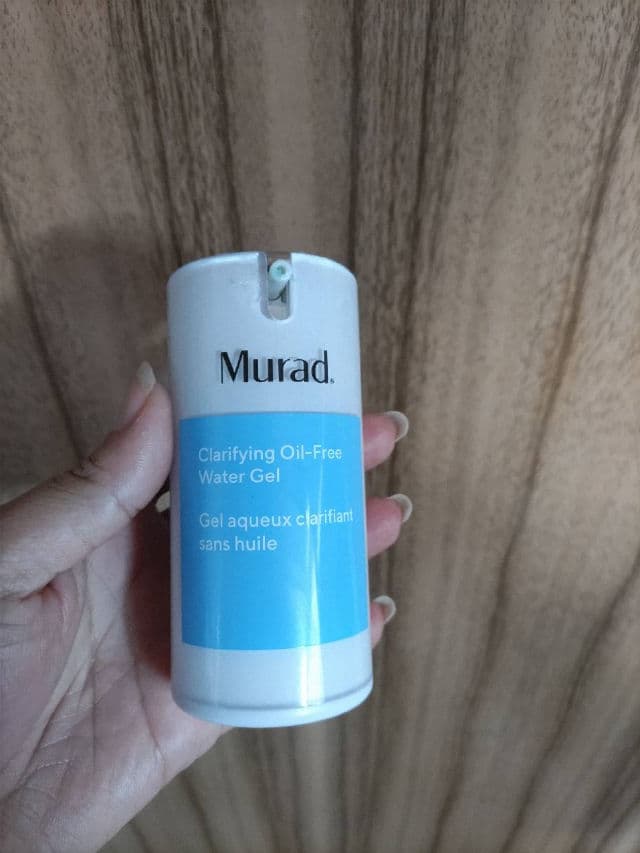 Murad.
Clarifying Oil-Free
Water Gel
Gel aqueux clarifiant
sans huile